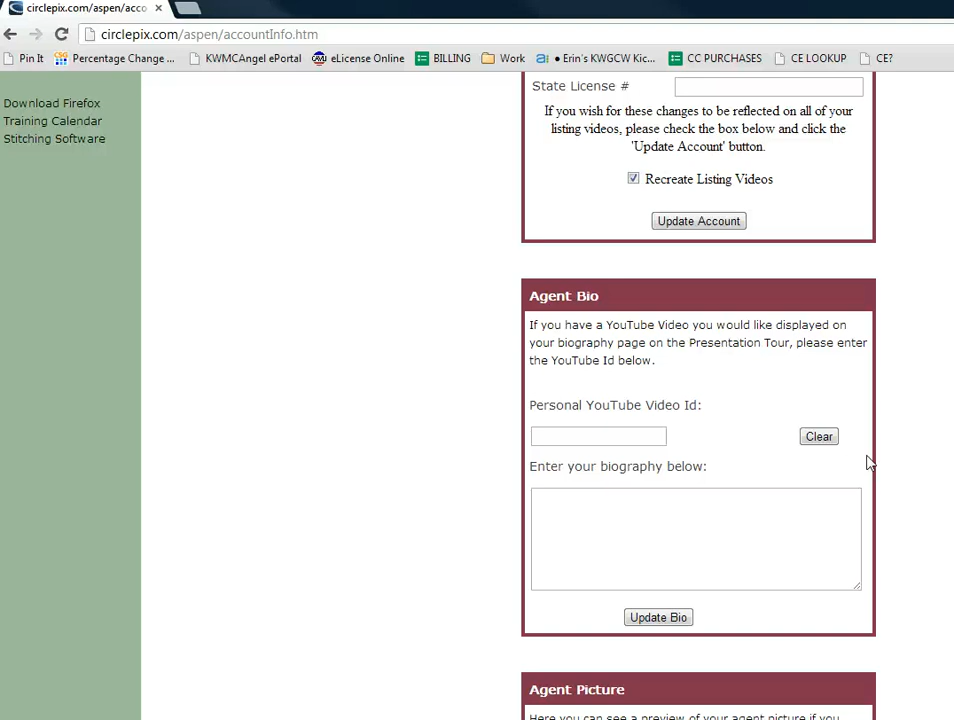 circlepix.com/aspen/acco
circlepix.com/aspen/accountInfo.htm
Pin It Percentage Change ... KWMCAngel ePortal eLicense Online BILLING Work • Erin's KWGCW Kic... CC PURCHASES CE LOOKUP CE?
Download Firefox
Training Calendar
Stitching Software
State License #
If you wish for these changes to be reflected on all of your
listing videos, please check the box below and click the
'Update Account' button.
Recreate Listing Videos
Update Account
Agent Bio
If you have a YouTube Video you would like displayed on
your biography page on the Presentation Tour, please enter
the YouTube Id below.
Personal YouTube Video Id:
Clear
Enter your biography below:
Update Bio
Agent Picture
Here you can see a preview of your agent picture if you